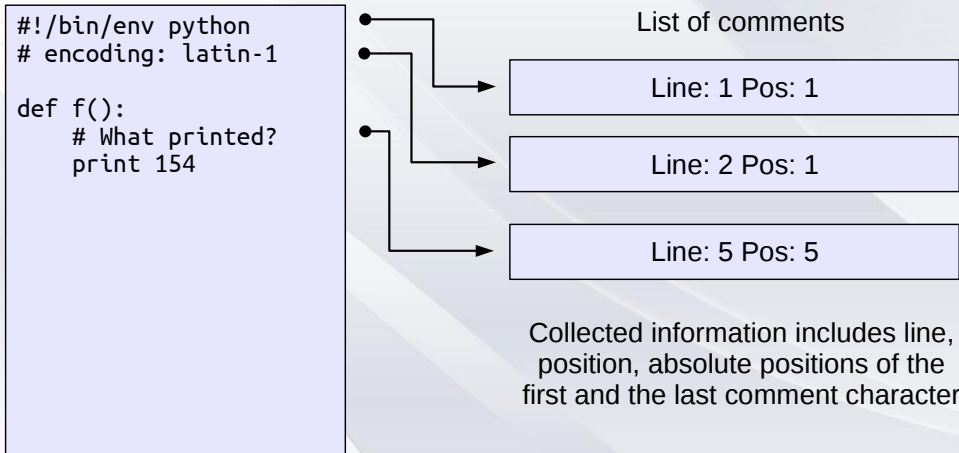 #!/bin/env python
# encoding: latin-1
def f():
    # What printed?
    print 154
List of comments
Line: 1 Pos: 1
Line: 2 Pos: 1
Line: 5 Pos: 5
Collected information includes line,
position, absolute positions of the
first and the last comment character